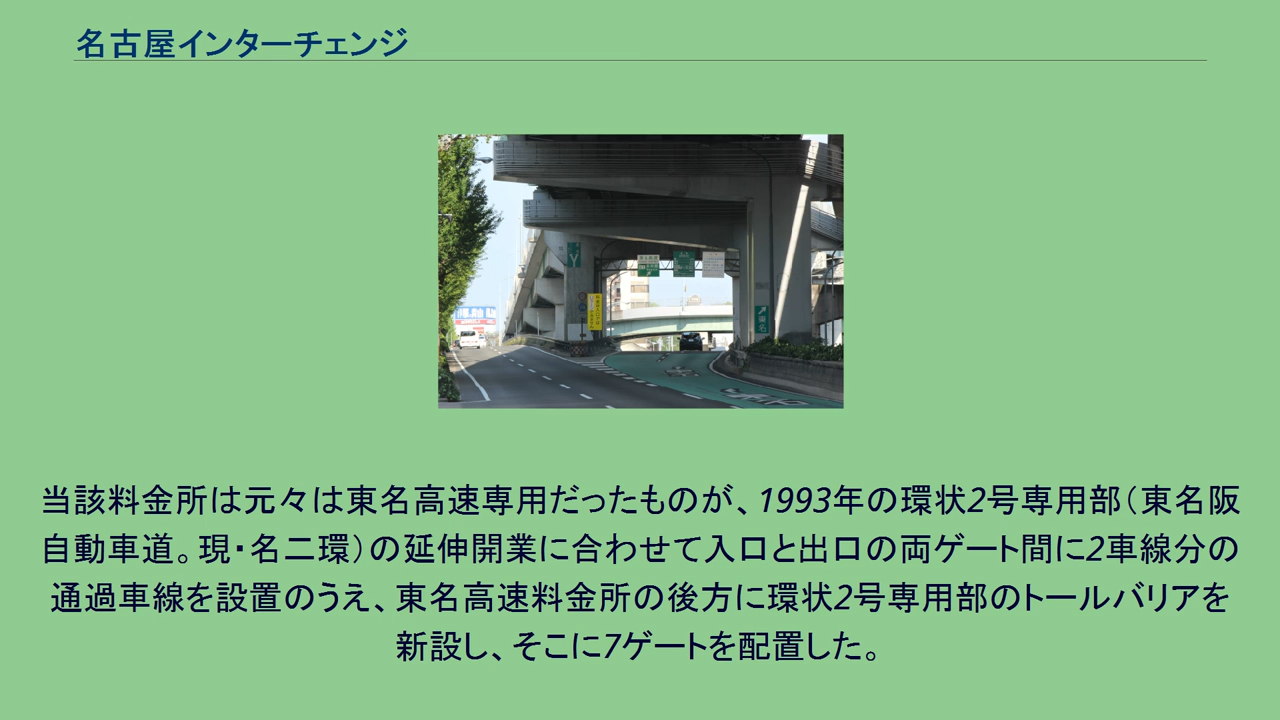 名古屋インターチェンジ
東名
当該料金所は元々は東名高速専用だったものが、1993年の環状2号専用部（東名阪
自動車道。現・名二環）の延伸開業に合わせて入口と出口の両ゲート間に2車線分の
通過車線を設置のうえ、東名高速料金所の後方に環状2号専用部のトールバリアを
新設し、そこに7ゲートを配置した。